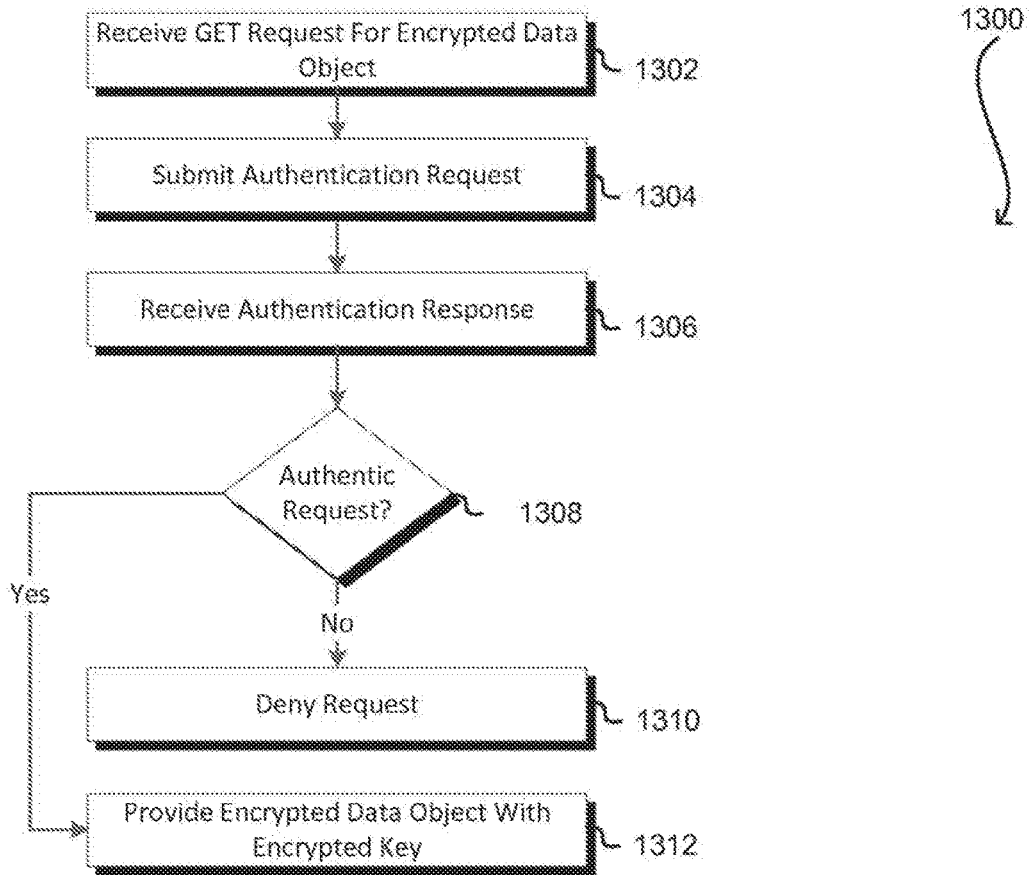 1300
Receive GET Request For Encrypted Data
Object
1302
Submit Authentication Request
1304
Receive Authentication Response
1306
Authentic
Request?
1308
Yes
No
Deny Request
1310
Provide Encrypted Data Object With
Encrypted Key
1312